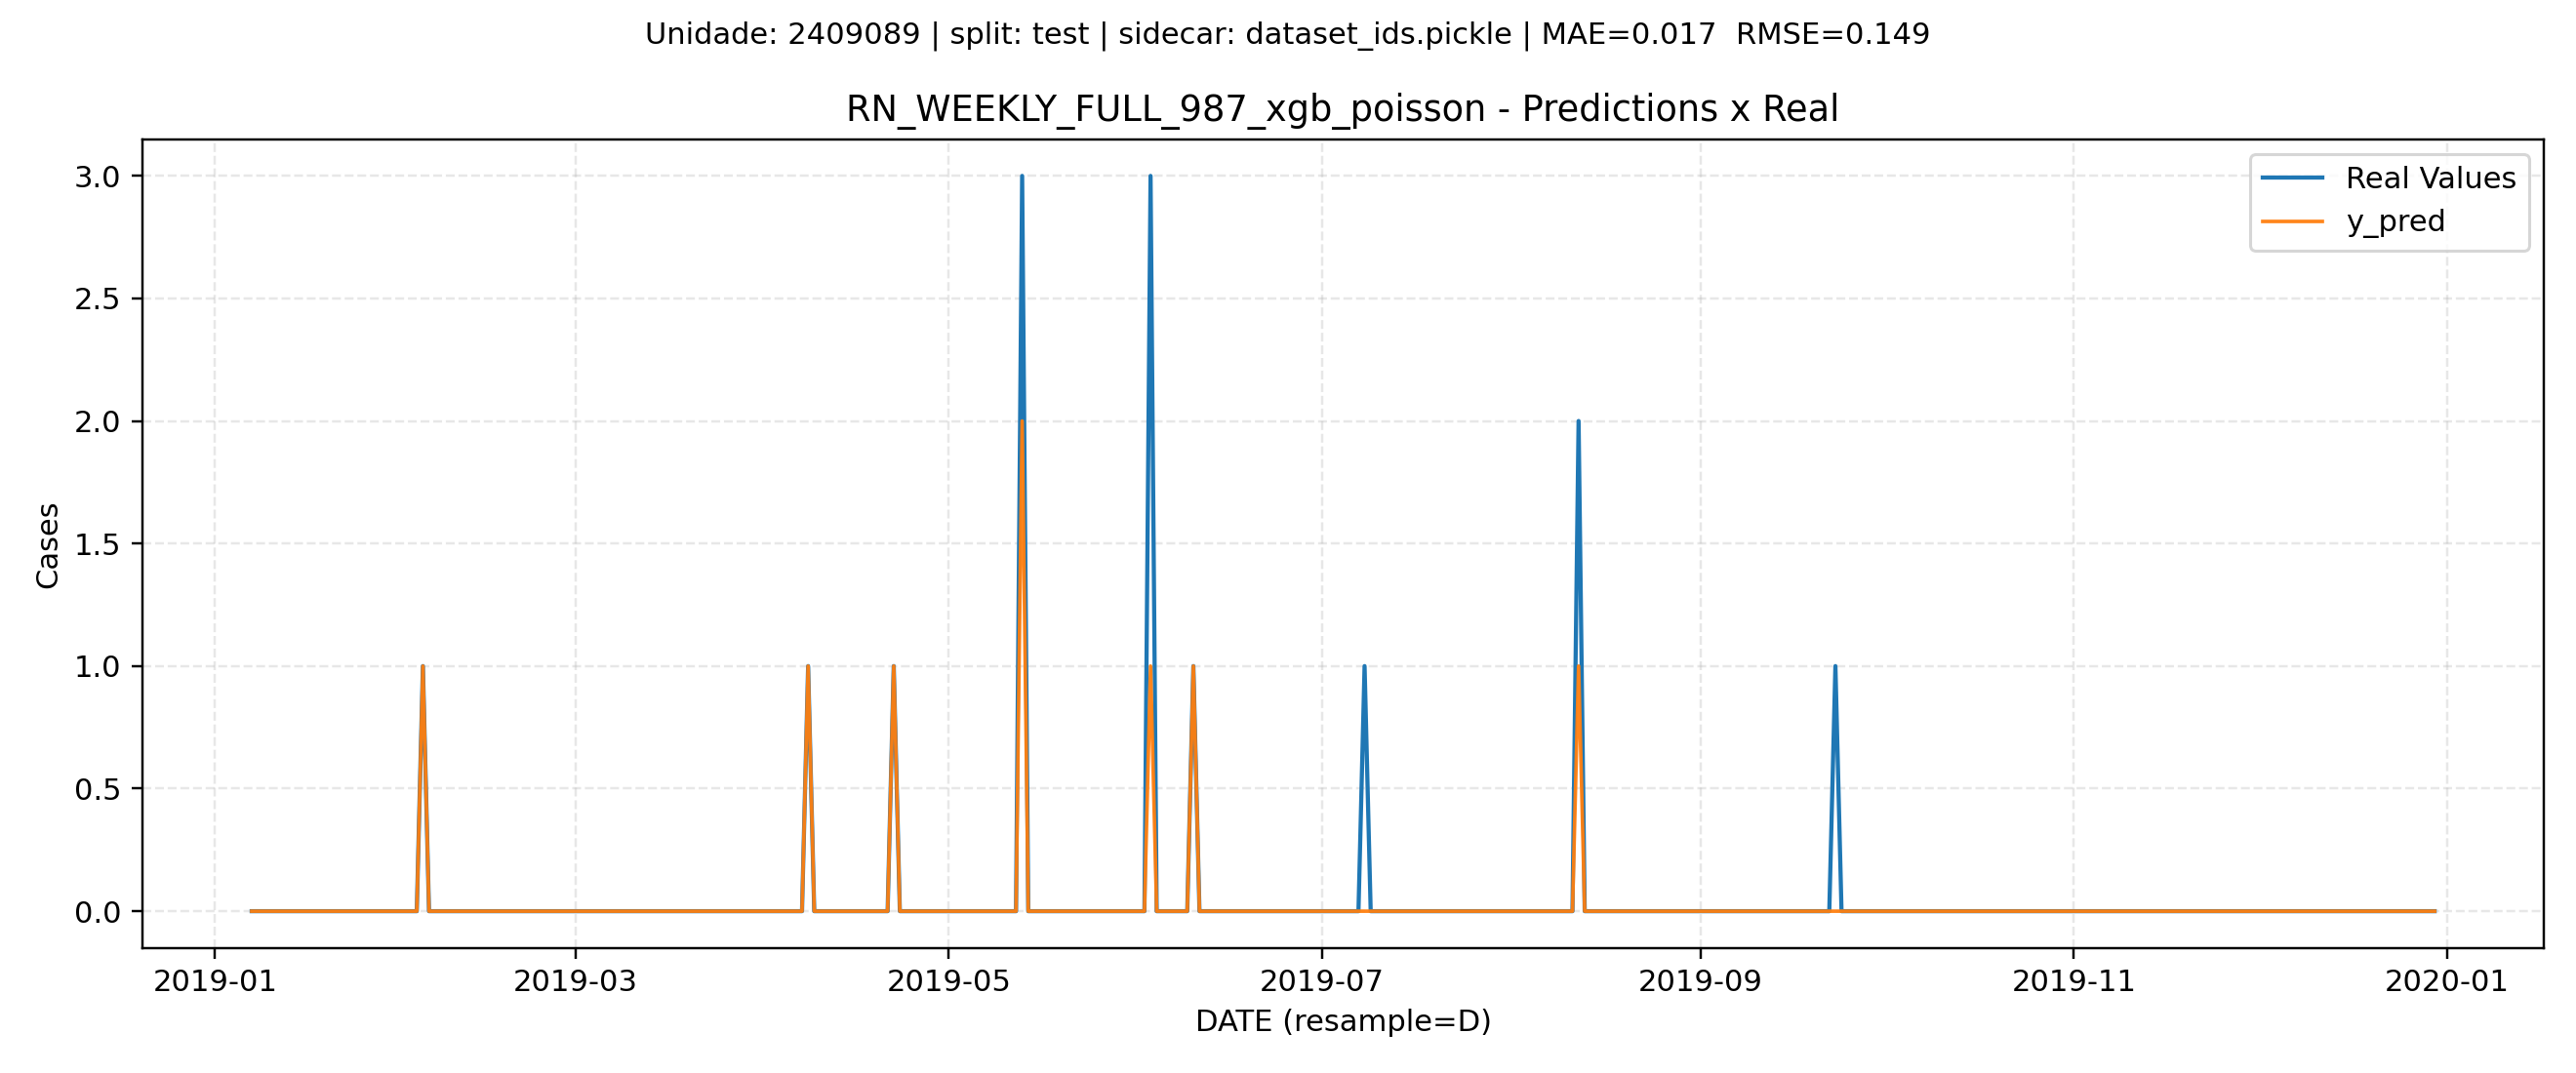 Unidade: 2409089 | split: test | sidecar: dataset_ids.pickle | MAE=0.017  RMSE=0.149
RN_WEEKLY_FULL_987_xgb_poisson - Predictions x Real
Real Values
y_pred
Cases
3.0
2.5
2.0
1.5
1.0
0.5
0.0
2019-01 2019-03 2019-05 2019-07 2019-09 2019-11 2020-01
DATE (resample=D)